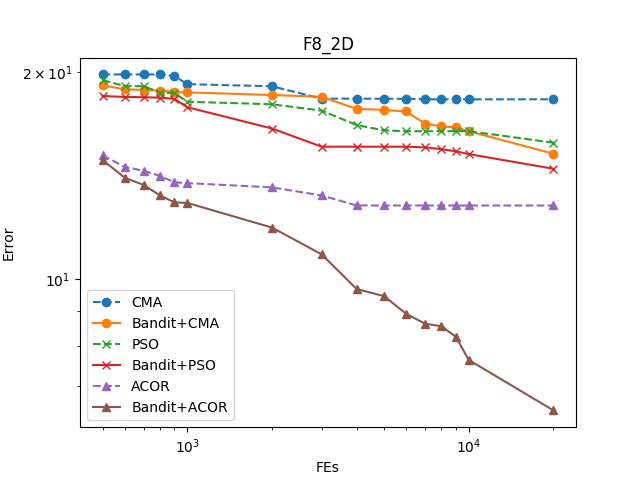 F8_2D
2 × 10¹
10¹
Error
CMA
Bandit+CMA
PSO
Bandit+PSO
ACOR
Bandit+ACOR
10³
10⁴
FEs